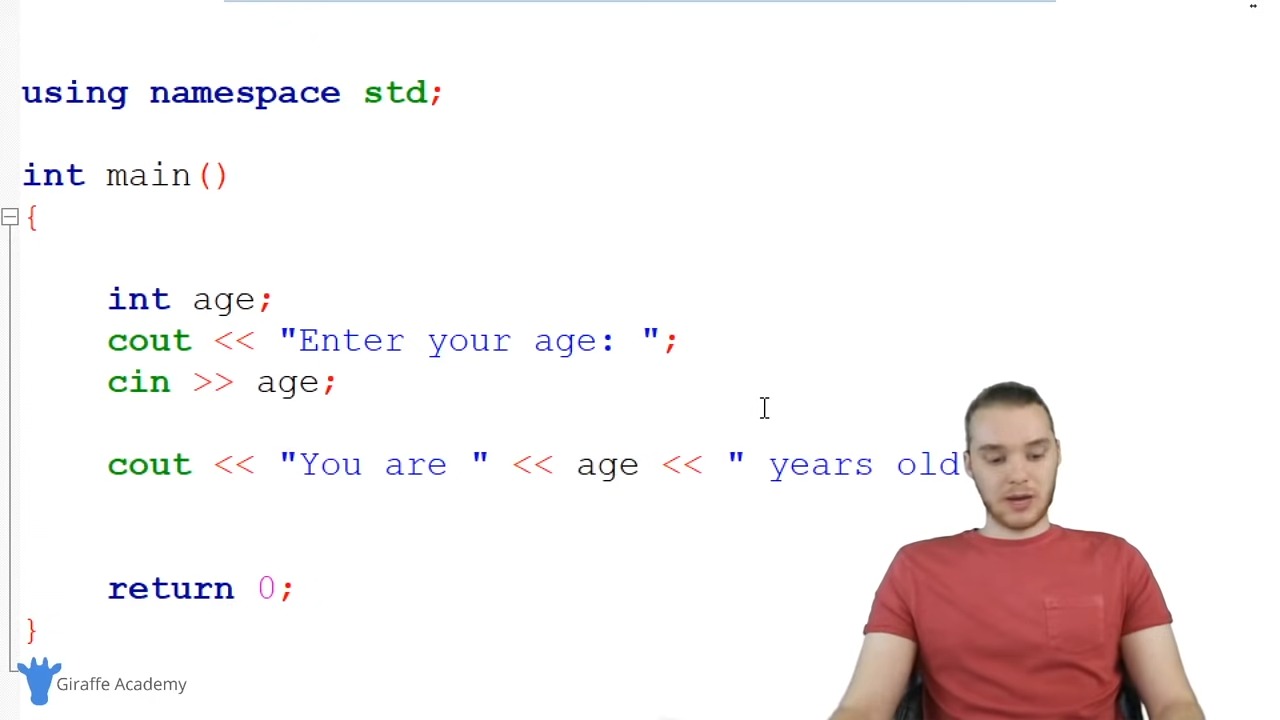 using namespace std;
int main()
{
int age;
cout << "Enter your age: ";
cin >> age;
cout << "You are " << age << " years old
return 0;
}
Giraffe Academy